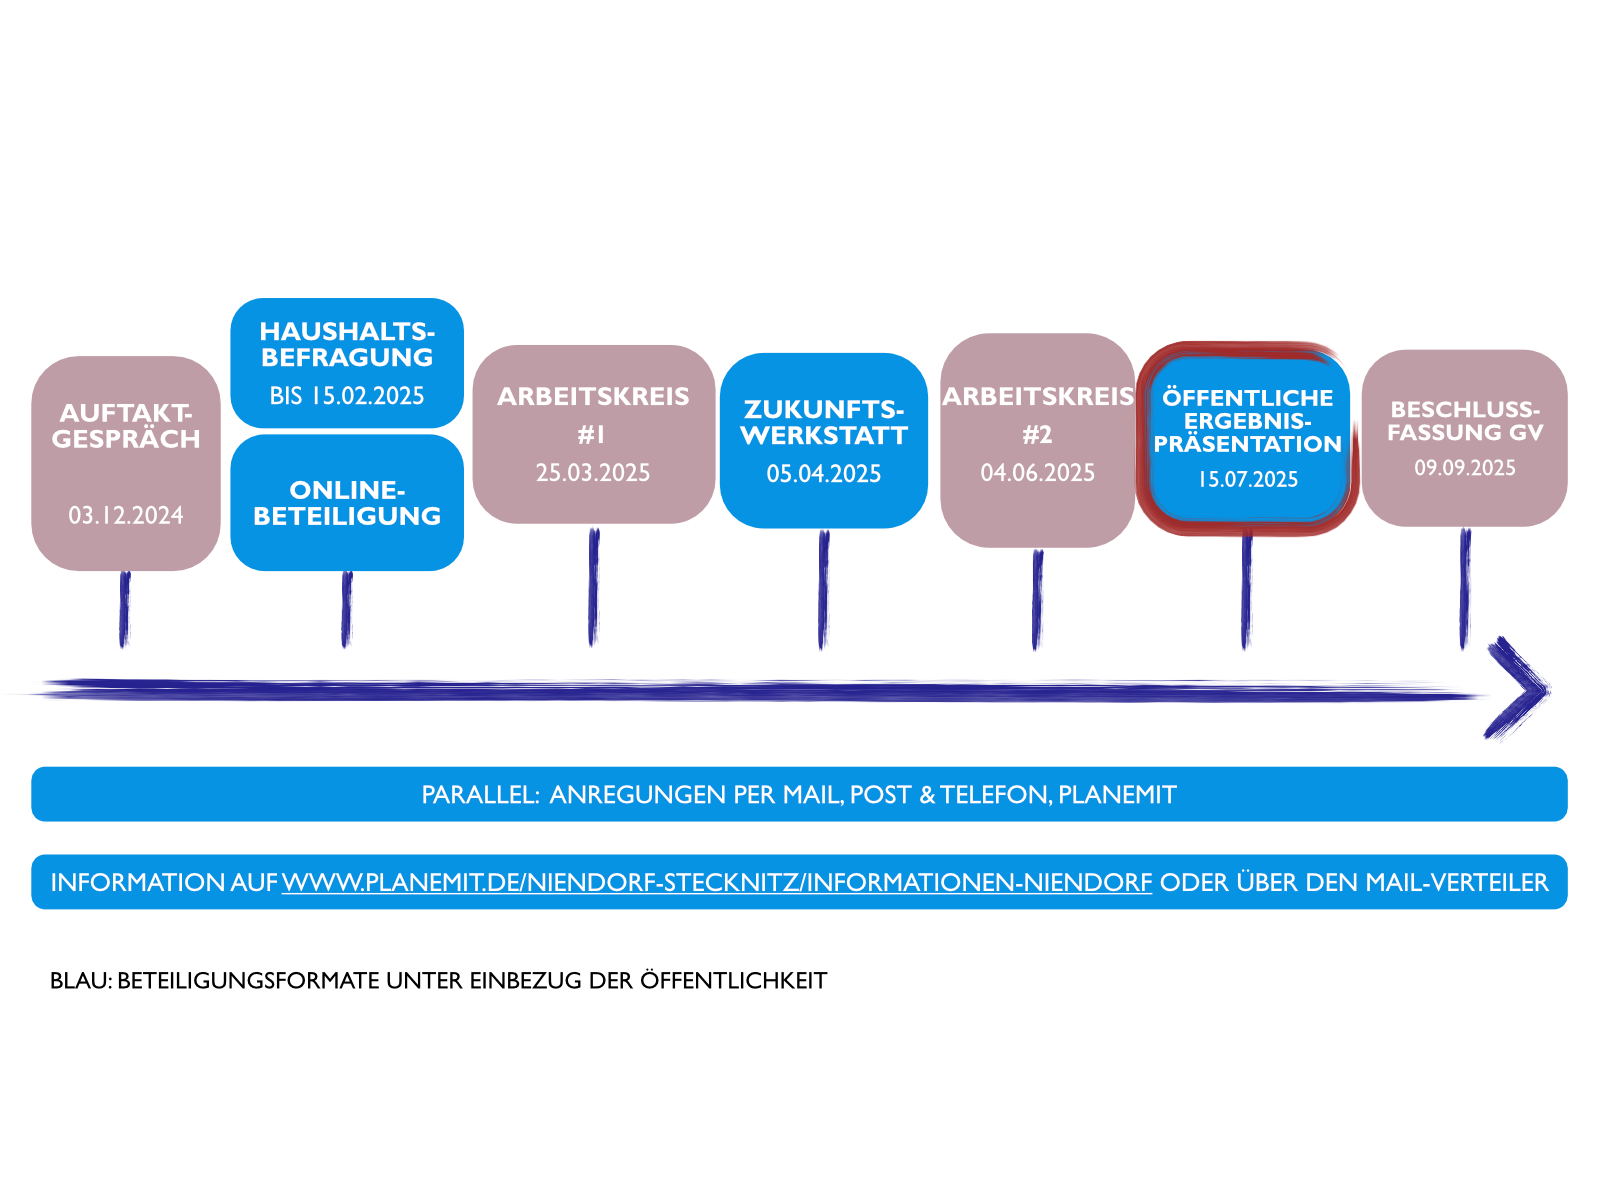 AUFTAKT-
GESPRÄCH
03.12.2024
HAUSHALTS-
BEFRAGUNG
BIS 15.02.2025
ONLINE-
BETEILIGUNG
ARBEITSKREIS
#1
25.03.2025
ZUKUNFTS-
WERKSTATT
05.04.2025
ARBEITSKREIS
#2
04.06.2025
ÖFFENTLICHE
ERGEBNIS-
PRÄSENTATION
15.07.2025
BESCHLUSS-
FASSUNG GV
09.09.2025
PARALLEL: ANREGUNGEN PER MAIL, POST & TELEFON, PLANEMIT
INFORMATION AUF WWW.PLANEMIT.DE/NIENDORF-STECKNITZ/INFORMATIONEN-NIENDORF ODER ÜBER DEN MAIL-VERTEILER
BLAU: BETEILIGUNGSFORMATE UNTER EINBEZUG DER ÖFFENTLICHKEIT